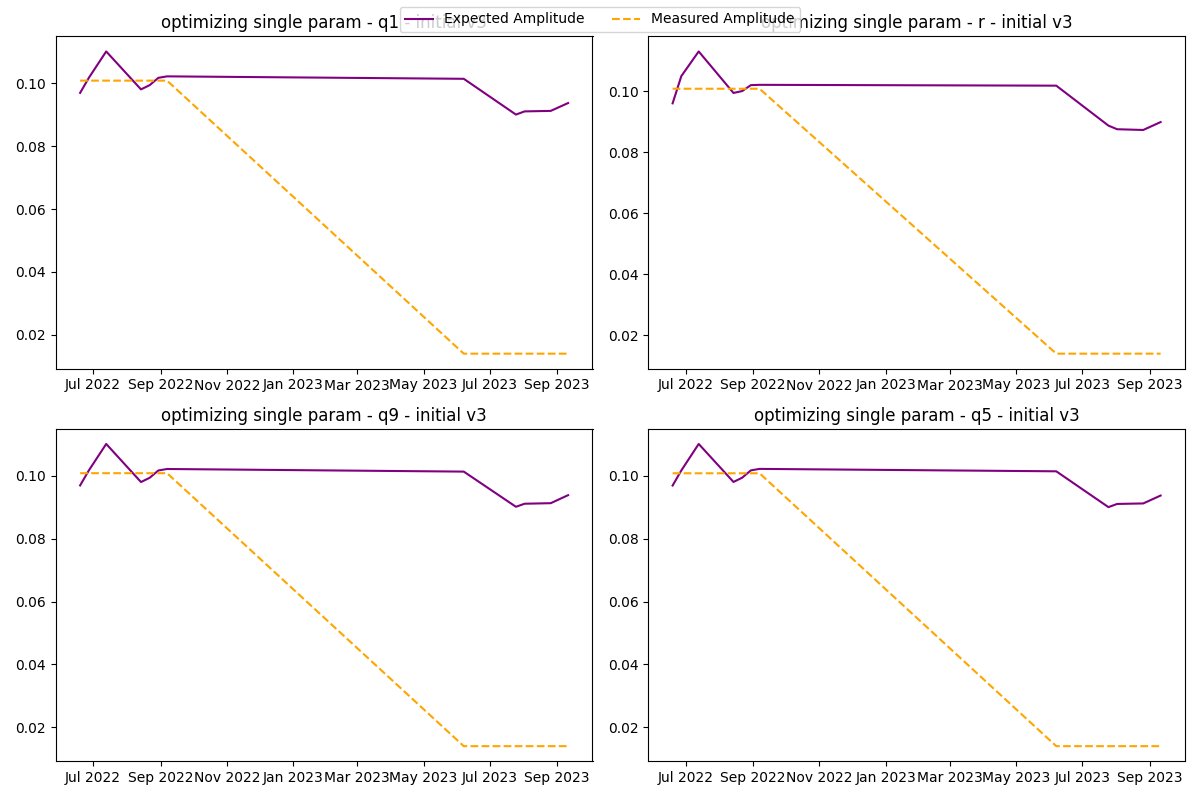 Expected Amplitude Measured Amplitude
optimizing single param - q1 - initial v3
optimizing single param - r - initial v3
0.10
0.08
0.06
0.04
0.02
Jul 2022 Sep 2022 Nov 2022 Jan 2023 Mar 2023 May 2023 Jul 2023 Sep 2023
0.10
0.08
0.06
0.04
0.02
Jul 2022 Sep 2022 Nov 2022 Jan 2023 Mar 2023 May 2023 Jul 2023 Sep 2023
optimizing single param - q9 - initial v3
0.10
0.08
0.06
0.04
0.02
Jul 2022 Sep 2022 Nov 2022 Jan 2023 Mar 2023 May 2023 Jul 2023 Sep 2023
optimizing single param - q5 - initial v3
0.10
0.08
0.06
0.04
0.02
Jul 2022 Sep 2022 Nov 2022 Jan 2023 Mar 2023 May 2023 Jul 2023 Sep 2023